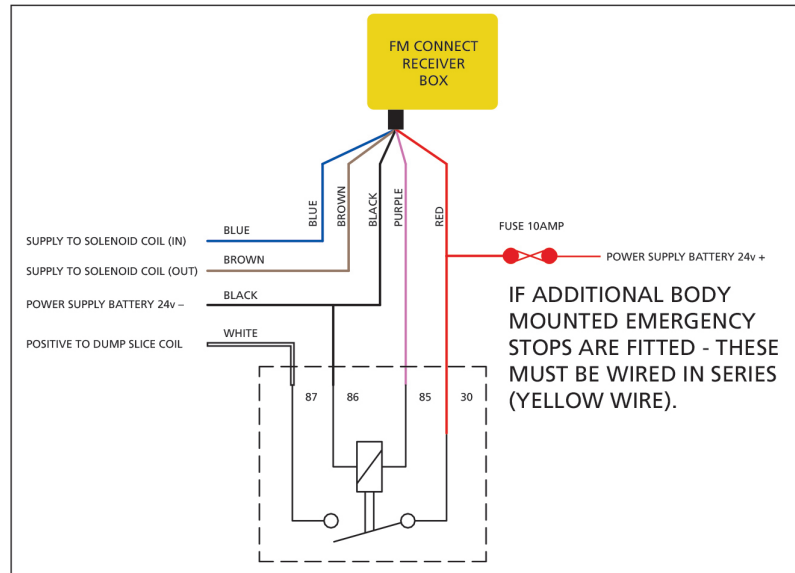 FM CONNECT
RECEIVER
BOX
BLUE
BROWN
BLACK
PURPLE
RED
FUSE 10AMP
SUPPLY TO SOLENOID COIL (IN)
BLUE
SUPPLY TO SOLENOID COIL (OUT)
BROWN
POWER SUPPLY BATTERY 24v –
BLACK
POSITIVE TO DUMP SLICE COIL
WHITE
POWER SUPPLY BATTERY 24v +
IF ADDITIONAL BODY
MOUNTED EMERGENCY
STOPS ARE FITTED - THESE
MUST BE WIRED IN SERIES
(YELLOW WIRE).
87
86
85
30